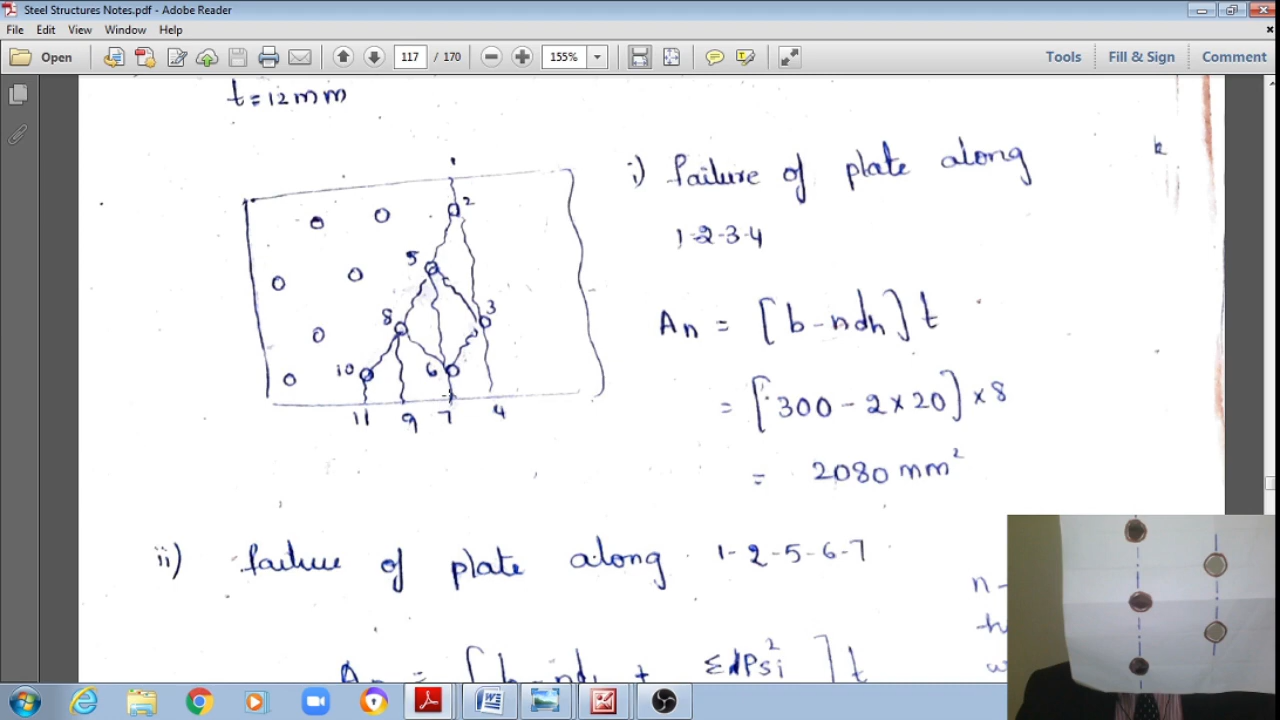 Steel Structures Notes.pdf - Adobe Reader
File Edit View Window Help
Open 117 / 170 155% Tools Fill & Sign Comment
t = 12 mm
i) failure of plate along
1-2-3-4
An = [b - ndh] t
= [300 - 2 × 20] × 8
= 2080 mm²
1
2
5
3
8
10
6
11 9 7 4
ii) failure of plate along 1-2-5-6-7
n -